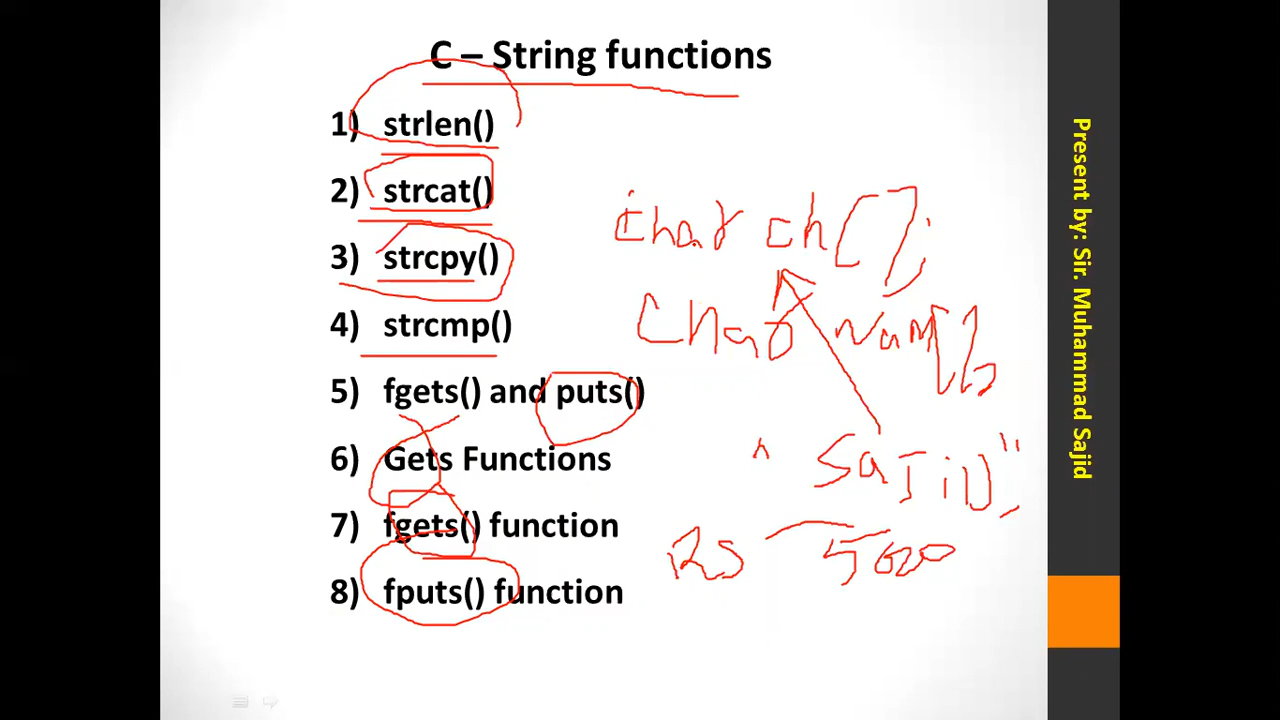 C – String functions
1) strlen()
2) strcat()
3) strcpy()
4) strcmp()
5) fgets() and puts()
6) Gets Functions
7) fgets() function
8) fputs() function
char ch[];
char nam[];
"SaJiD"
RS 5000
Present by: Sir. Muhammad Sajid